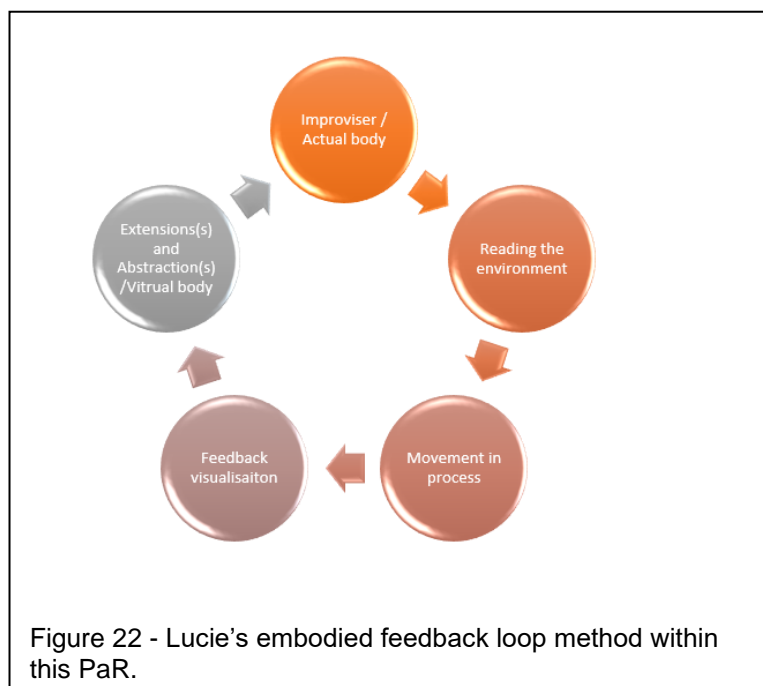 Improviser /
Actual body
Reading the
environment
Movement in
process
Feedback
visualisaiton
Extensions(s)
and
Abstraction(s)
/Vitrual body
Figure 22 - Lucie’s embodied feedback loop method within
this PaR.